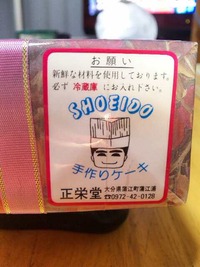 お願い
新鮮な材料を使用しております。
必ず冷蔵庫にお入れ下さい。
SHOEIDO
手作りケーキ
正栄堂
大分県蒲江町蒲江浦
☎0972-42-0128